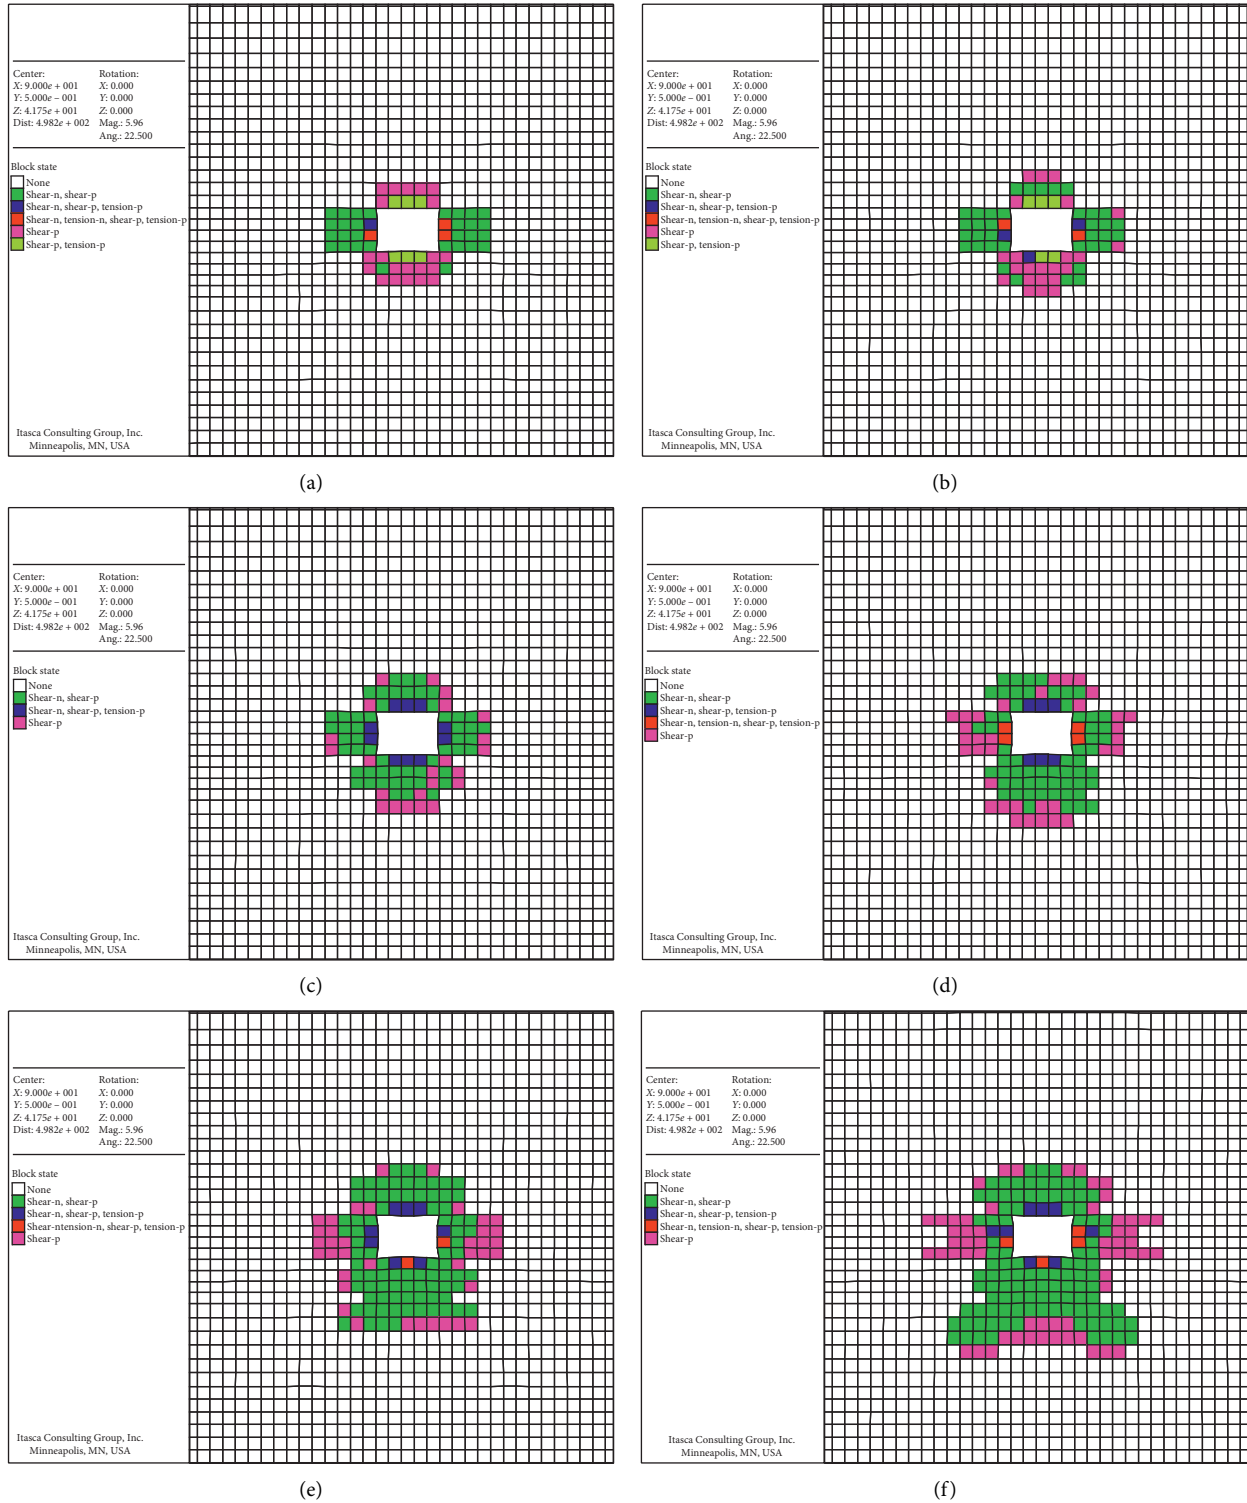 Center: Rotation:
X: 9.000e + 001 X: 0.000
Y: 5.000e – 001 Y: 0.000
Z: 4.175e + 001 Z: 0.000
Dist: 4.982e + 002 Mag.: 5.96
Ang.: 22.500
Block state
None
Shear-n, shear-p
Shear-n, shear-p, tension-p
Shear-n, tension-n, shear-p, tension-p
Shear-p
Shear-p, tension-p
Itasca Consulting Group, Inc.
Minneapolis, MN, USA
(a)
Center: Rotation:
X: 9.000e + 001 X: 0.000
Y: 5.000e – 001 Y: 0.000
Z: 4.175e + 001 Z: 0.000
Dist: 4.982e + 002 Mag.: 5.96
Ang.: 22.500
Block state
None
Shear-n, shear-p
Shear-n, shear-p, tension-p
Shear-n, tension-n, shear-p, tension-p
Shear-p
Shear-p, tension-p
Itasca Consulting Group, Inc.
Minneapolis, MN, USA
(b)
Center: Rotation:
X: 9.000e + 001 X: 0.000
Y: 5.000e – 001 Y: 0.000
Z: 4.175e + 001 Z: 0.000
Dist: 4.982e + 002 Mag.: 5.96
Ang.: 22.500
Block state
None
Shear-n, shear-p
Shear-n, shear-p, tension-p
Shear-p
Itasca Consulting Group, Inc.
Minneapolis, MN, USA
(c)
Center: Rotation:
X: 9.000e + 001 X: 0.000
Y: 5.000e – 001 Y: 0.000
Z: 4.175e + 001 Z: 0.000
Dist: 4.982e + 002 Mag.: 5.96
Ang.: 22.500
Block state
None
Shear-n, shear-p
Shear-n, shear-p, tension-p
Shear-n, tension-n, shear-p, tension-p
Shear-p
Itasca Consulting Group, Inc.
Minneapolis, MN, USA
(d)
Center: Rotation:
X: 9.000e + 001 X: 0.000
Y: 5.000e – 001 Y: 0.000
Z: 4.175e + 001 Z: 0.000
Dist: 4.982e + 002 Mag.: 5.96
Ang.: 22.500
Block state
None
Shear-n, shear-p
Shear-n, shear-p, tension-p
Shear-ntension-n, shear-p, tension-p
Shear-p
Itasca Consulting Group, Inc.
Minneapolis, MN, USA
(e)
Center: Rotation:
X: 9.000e + 001 X: 0.000
Y: 5.000e – 001 Y: 0.000
Z: 4.175e + 001 Z: 0.000
Dist: 4.982e + 002 Mag.: 5.96
Ang.: 22.500
Block state
None
Shear-n, shear-p
Shear-n, shear-p, tension-p
Shear-n, tension-n, shear-p, tension-p
Shear-p
Itasca Consulting Group, Inc.
Minneapolis, MN, USA
(f)